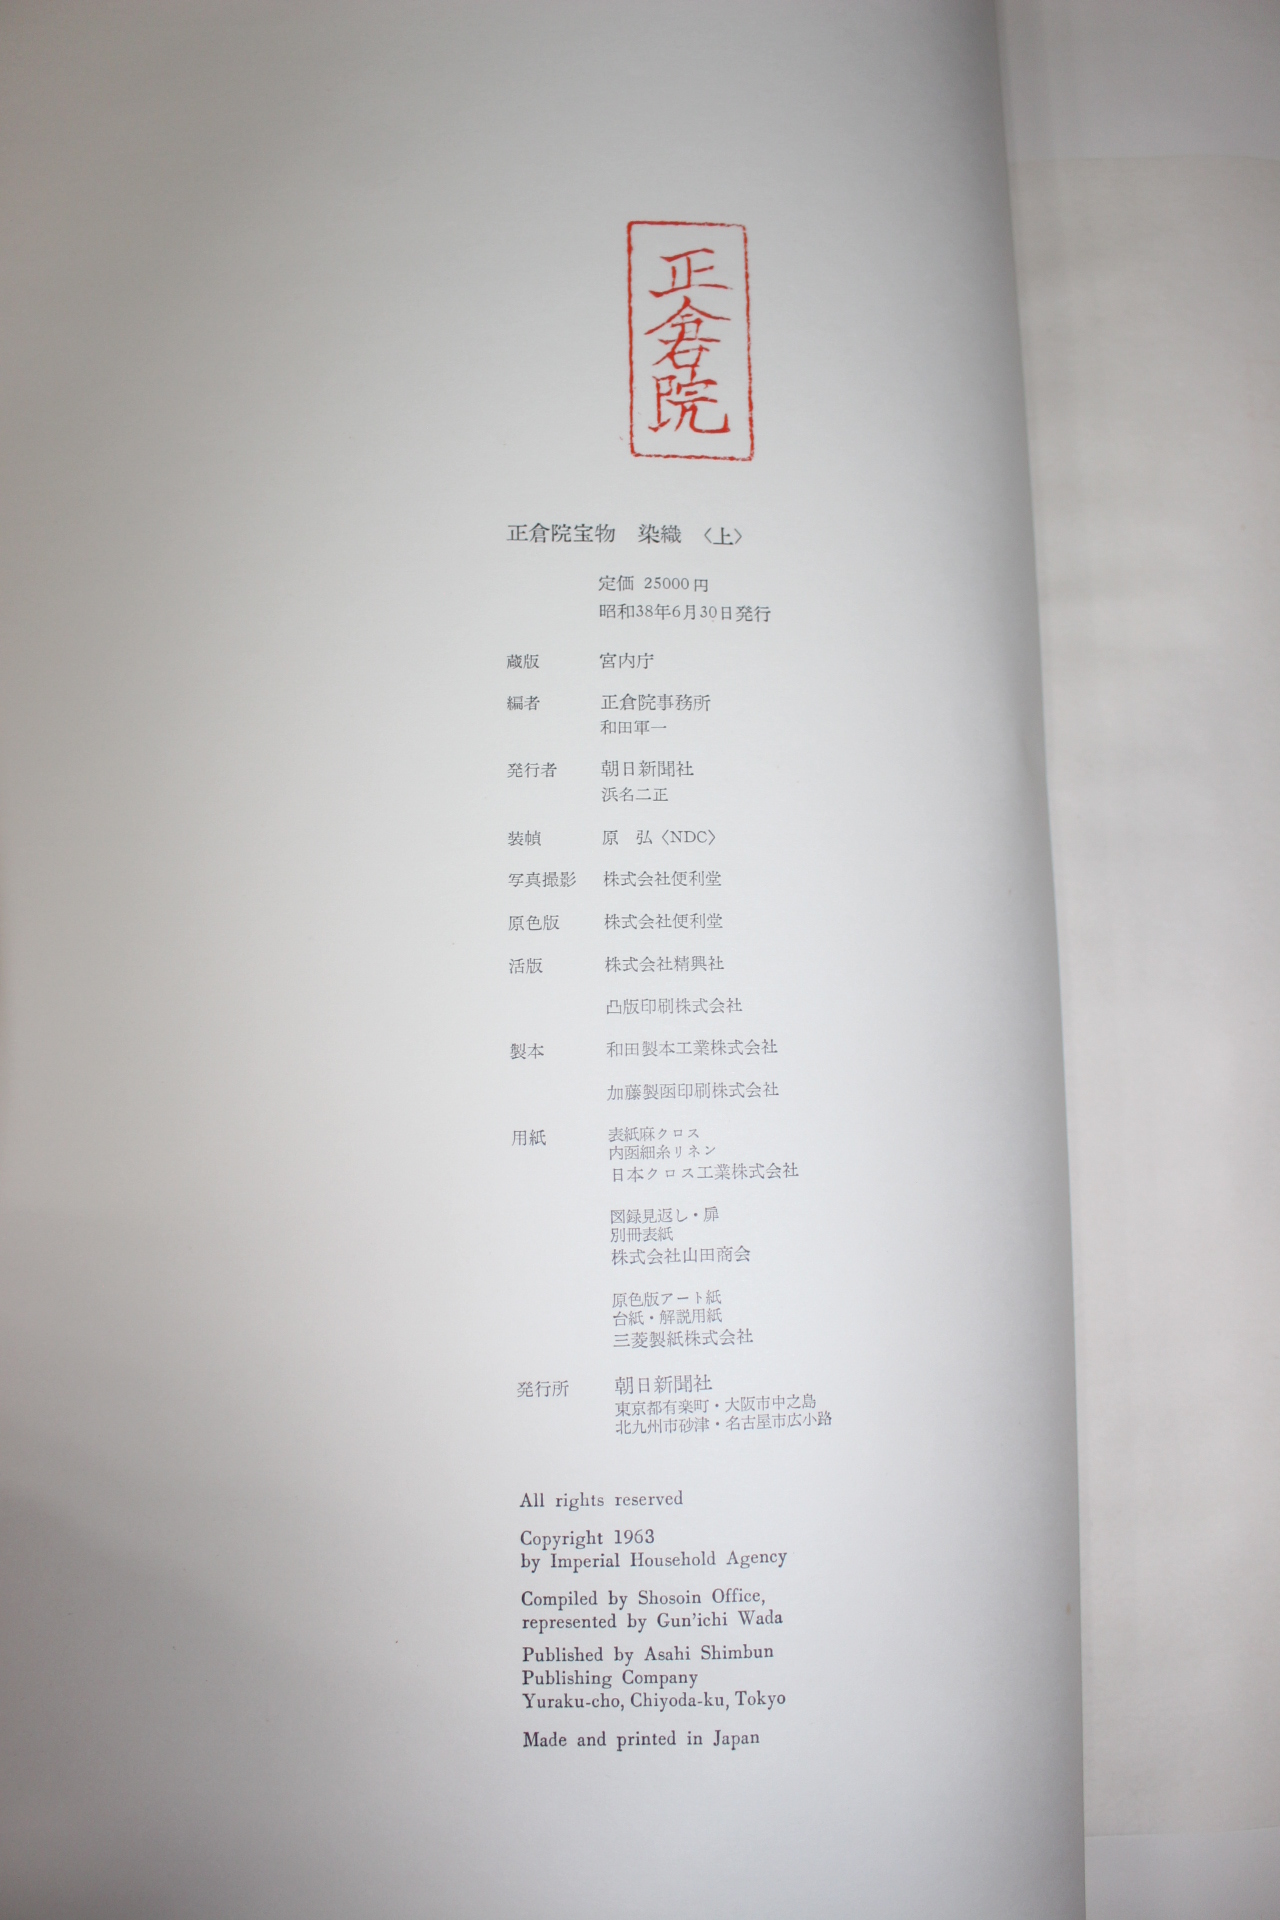 正倉院
正倉院宝物　染織　〈上〉
定価 25000円
昭和38年6月30日発行
蔵版　宮内庁
編者　正倉院事務所
和田軍一
発行者　朝日新聞社
浜名二正
装幀　原　弘〈NDC〉
写真撮影　株式会社便利堂
原色版　株式会社便利堂
活版　株式会社精興社
凸版印刷株式会社
製本　和田製本工業株式会社
加藤製函印刷株式会社
用紙　表紙麻クロス
内函細糸リネン
日本クロス工業株式会社
図録見返し・扉
別冊表紙
株式会社山田商会
原色版アート紙
台紙・解説用紙
三菱製紙株式会社
発行所　朝日新聞社
東京都有楽町・大阪市中之島
北九州市砂津・名古屋市広小路
All rights reserved
Copyright 1963
by Imperial Household Agency
Compiled by Shosoin Office,
represented by Gun'ichi Wada
Published by Asahi Shimbun
Publishing Company
Yuraku-cho, Chiyoda-ku, Tokyo
Made and printed in Japan